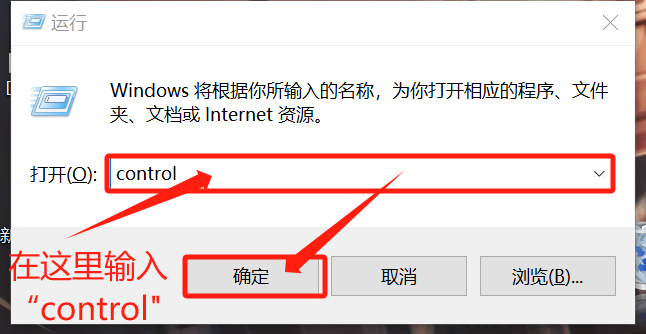 运行
Windows 将根据你所输入的名称，为你打开相应的程序、文件
夹、文档或 Internet 资源。
打开(O):
control
在这里输入
“control"
确定
取消
浏览(B)...